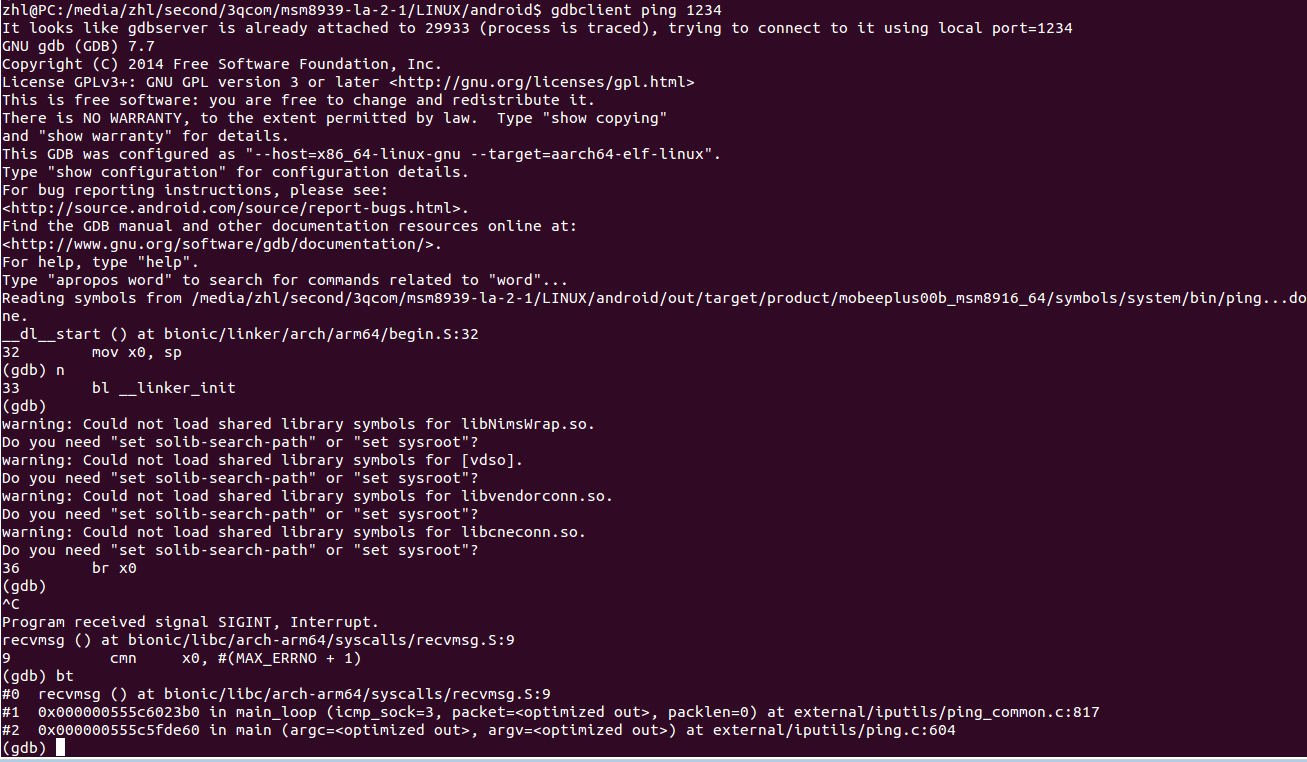 zhl@PC:/media/zhl/second/3qcom/msm8939-la-2-1/LINUX/android$ gdbclient ping 1234
It looks like gdbserver is already attached to 29933 (process is traced), trying to connect to it using local port=1234
GNU gdb (GDB) 7.7
Copyright (C) 2014 Free Software Foundation, Inc.
License GPLv3+: GNU GPL version 3 or later <http://gnu.org/licenses/gpl.html>
This is free software: you are free to change and redistribute it.
There is NO WARRANTY, to the extent permitted by law.  Type "show copying"
and "show warranty" for details.
This GDB was configured as "--host=x86_64-linux-gnu --target=aarch64-elf-linux".
Type "show configuration" for configuration details.
For bug reporting instructions, please see:
<http://source.android.com/source/report-bugs.html>.
Find the GDB manual and other documentation resources online at:
<http://www.gnu.org/software/gdb/documentation/>.
For help, type "help".
Type "apropos word" to search for commands related to "word"...
Reading symbols from /media/zhl/second/3qcom/msm8939-la-2-1/LINUX/android/out/target/product/mobeeplus00b_msm8916_64/symbols/system/bin/ping...do
ne.
__dl__start () at bionic/linker/arch/arm64/begin.S:32
32        mov x0, sp
(gdb) n
33        bl __linker_init
(gdb)
warning: Could not load shared library symbols for libNimsWrap.so.
Do you need "set solib-search-path" or "set sysroot"?
warning: Could not load shared library symbols for [vdso].
Do you need "set solib-search-path" or "set sysroot"?
warning: Could not load shared library symbols for libvendorconn.so.
Do you need "set solib-search-path" or "set sysroot"?
warning: Could not load shared library symbols for libcneconn.so.
Do you need "set solib-search-path" or "set sysroot"?
36        br x0
(gdb)
^C
Program received signal SIGINT, Interrupt.
recvmsg () at bionic/libc/arch-arm64/syscalls/recvmsg.S:9
9           cmn     x0, #(MAX_ERRNO + 1)
(gdb) bt
#0  recvmsg () at bionic/libc/arch-arm64/syscalls/recvmsg.S:9
#1  0x000000555c6023b0 in main_loop (icmp_sock=3, packet=<optimized out>, packlen=0) at external/iputils/ping_common.c:817
#2  0x000000555c5fde60 in main (argc=<optimized out>, argv=<optimized out>) at external/iputils/ping.c:604
(gdb)